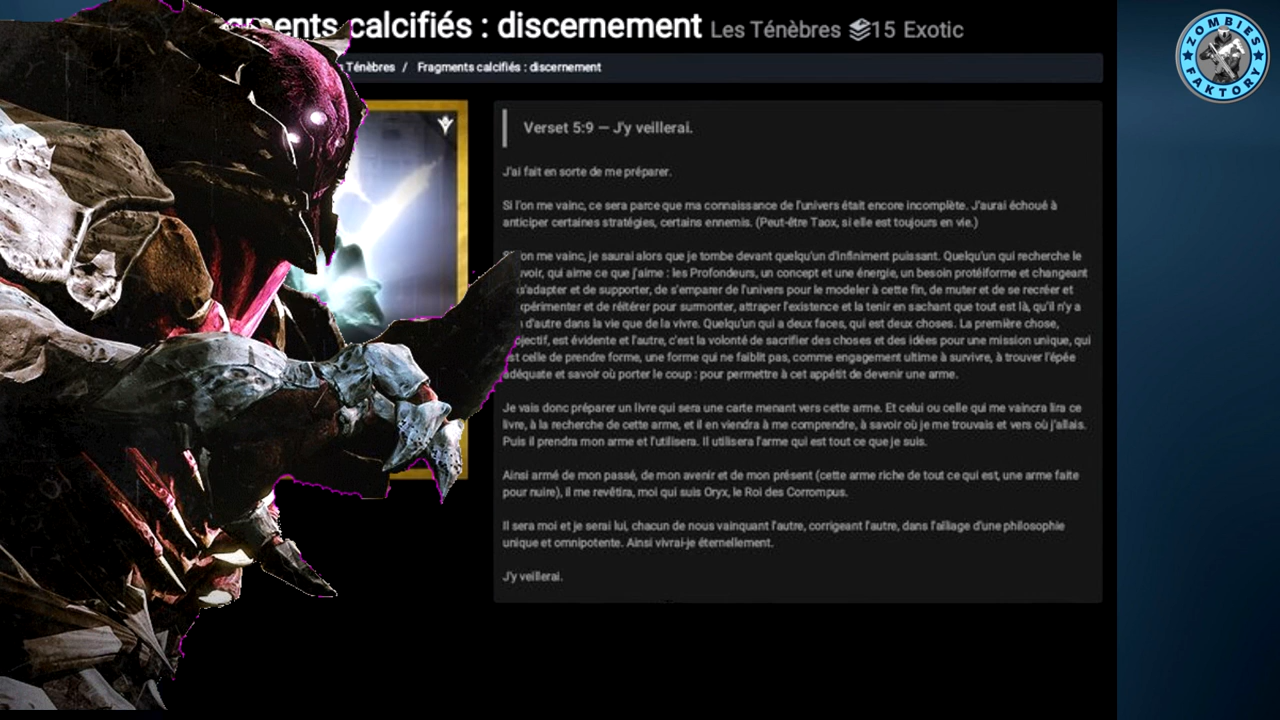 calcifiés : discernement Les Ténèbres 15 Exotic
Ténèbres / Fragments calcifiés : discernement
ZOMBIES
FAKTORY
Verset 5:9 — J'y veillerai.
J'ai fait en sorte de me préparer.
Si l'on me vainc, ce sera parce que ma connaissance de l'univers était encore incomplète. J'aurai échoué à
anticiper certaines stratégies, certains ennemis. (Peut-être Taox, si elle est toujours en vie.)
l'on me vainc, je saurai alors que je tombe devant quelqu'un d'infiniment puissant. Quelqu'un qui recherche le
qui aime ce que j'aime : les Profondeurs, un concept et une énergie, un besoin protéiforme et changeant
s'adapter et de supporter, de s'emparer de l'univers pour le modeler à cette fin, de muter et de se recréer et
et de réitérer pour surmonter, attraper l'existence et la tenir en sachant que tout est là, qu'il n'y a
d'autre dans la vie que de la vivre. Quelqu'un qui a deux faces, qui est deux choses. La première chose,
est évidente et l'autre, c'est la volonté de sacrifier des choses et des idées pour une mission unique, qui
est celle de prendre forme, une forme qui ne faiblit pas, comme engagement ultime à survivre, à trouver l'épée
adéquate et savoir où porter le coup : pour permettre à cet appétit de devenir une arme.
Je vais donc préparer un livre qui sera une carte menant vers cette arme. Et celui ou celle qui me vaincra lira ce
livre, à la recherche de cette arme, et il en viendra à me comprendre, à savoir où je me trouvais et vers où j'allais.
Puis il prendra mon arme et l'utilisera. Il utilisera l'arme qui est tout ce que je suis.
Ainsi armé de mon passé, de mon avenir et de mon présent (cette arme riche de tout ce qui est, une arme faite
pour nuire), il me revêtira, moi qui suis Oryx, le Roi des Corrompus.
Il sera moi et je serai lui, chacun de nous vainquant l'autre, corrigeant l'autre, dans l'alliage d'une philosophie
unique et omnipotente. Ainsi vivrai-je éternellement.
J'y veillerai.